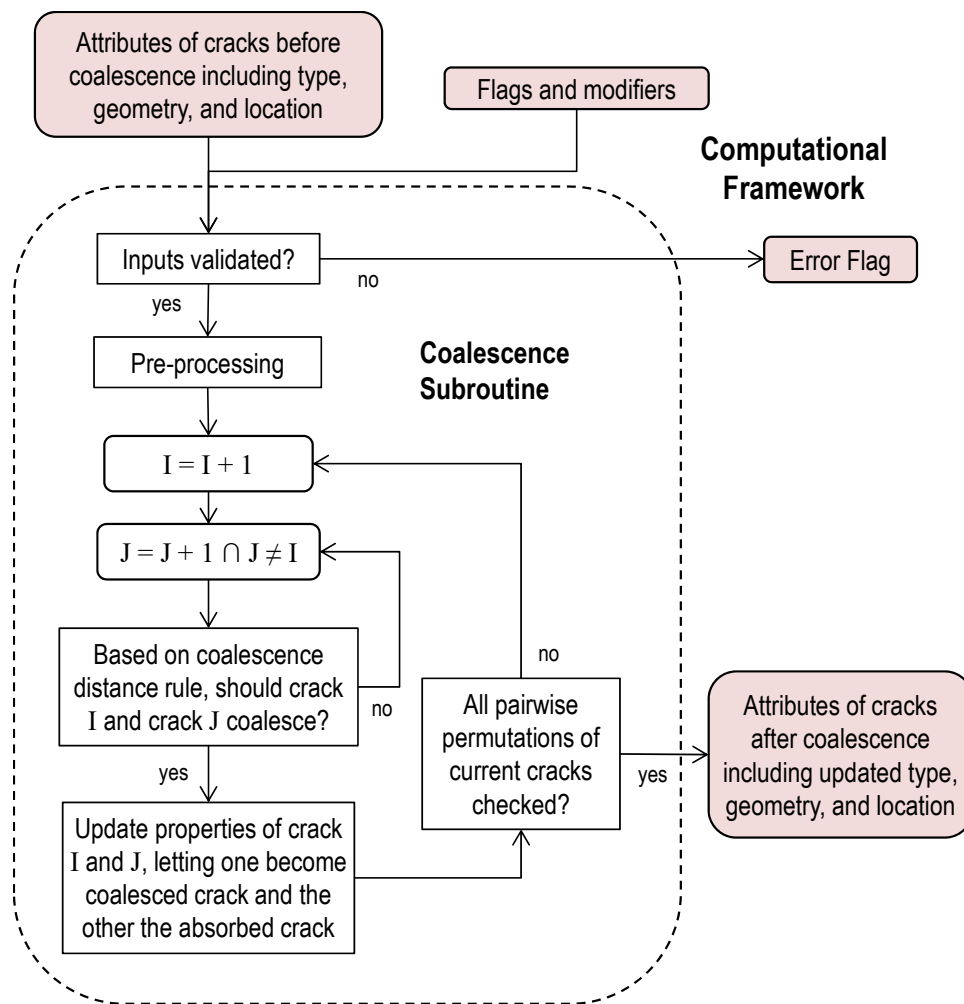 Attributes of cracks before
coalescence including type,
geometry, and location
Flags and modifiers
Computational
Framework
Inputs validated?
no
Error Flag
yes
Pre-processing
Coalescence
Subroutine
I = I + 1
J = J + 1 ∩ J ≠ I
Based on coalescence
distance rule, should crack
I and crack J coalesce?
no
yes
Update properties of crack
I and J, letting one become
coalesced crack and the
other the absorbed crack
no
All pairwise
permutations of
current cracks
checked?
yes
Attributes of cracks
after coalescence
including updated type,
geometry, and location